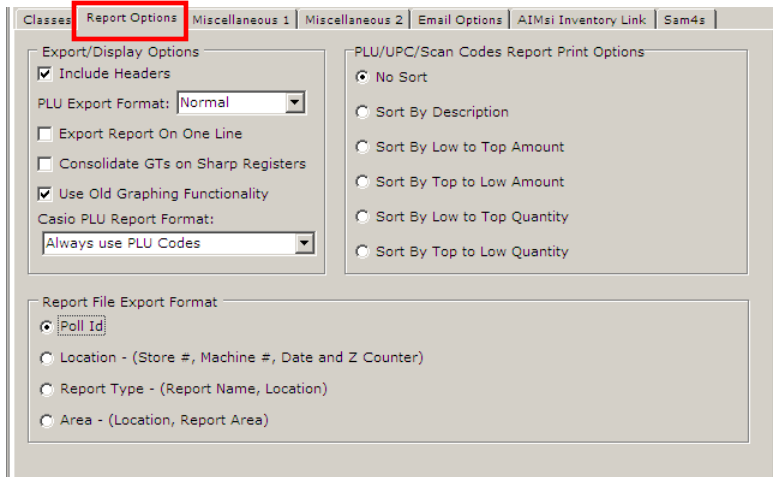 Classes Report Options Miscellaneous 1 Miscellaneous 2 Email Options AIMsi Inventory Link Sam4s
Export/Display Options
Include Headers
PLU Export Format: Normal
Export Report On One Line
Consolidate GTs on Sharp Registers
Use Old Graphing Functionality
Casio PLU Report Format:
Always use PLU Codes
PLU/UPC/Scan Codes Report Print Options
No Sort
Sort By Description
Sort By Low to Top Amount
Sort By Top to Low Amount
Sort By Low to Top Quantity
Sort By Top to Low Quantity
Report File Export Format
Poll Id
Location - (Store #, Machine #, Date and Z Counter)
Report Type - (Report Name, Location)
Area - (Location, Report Area)